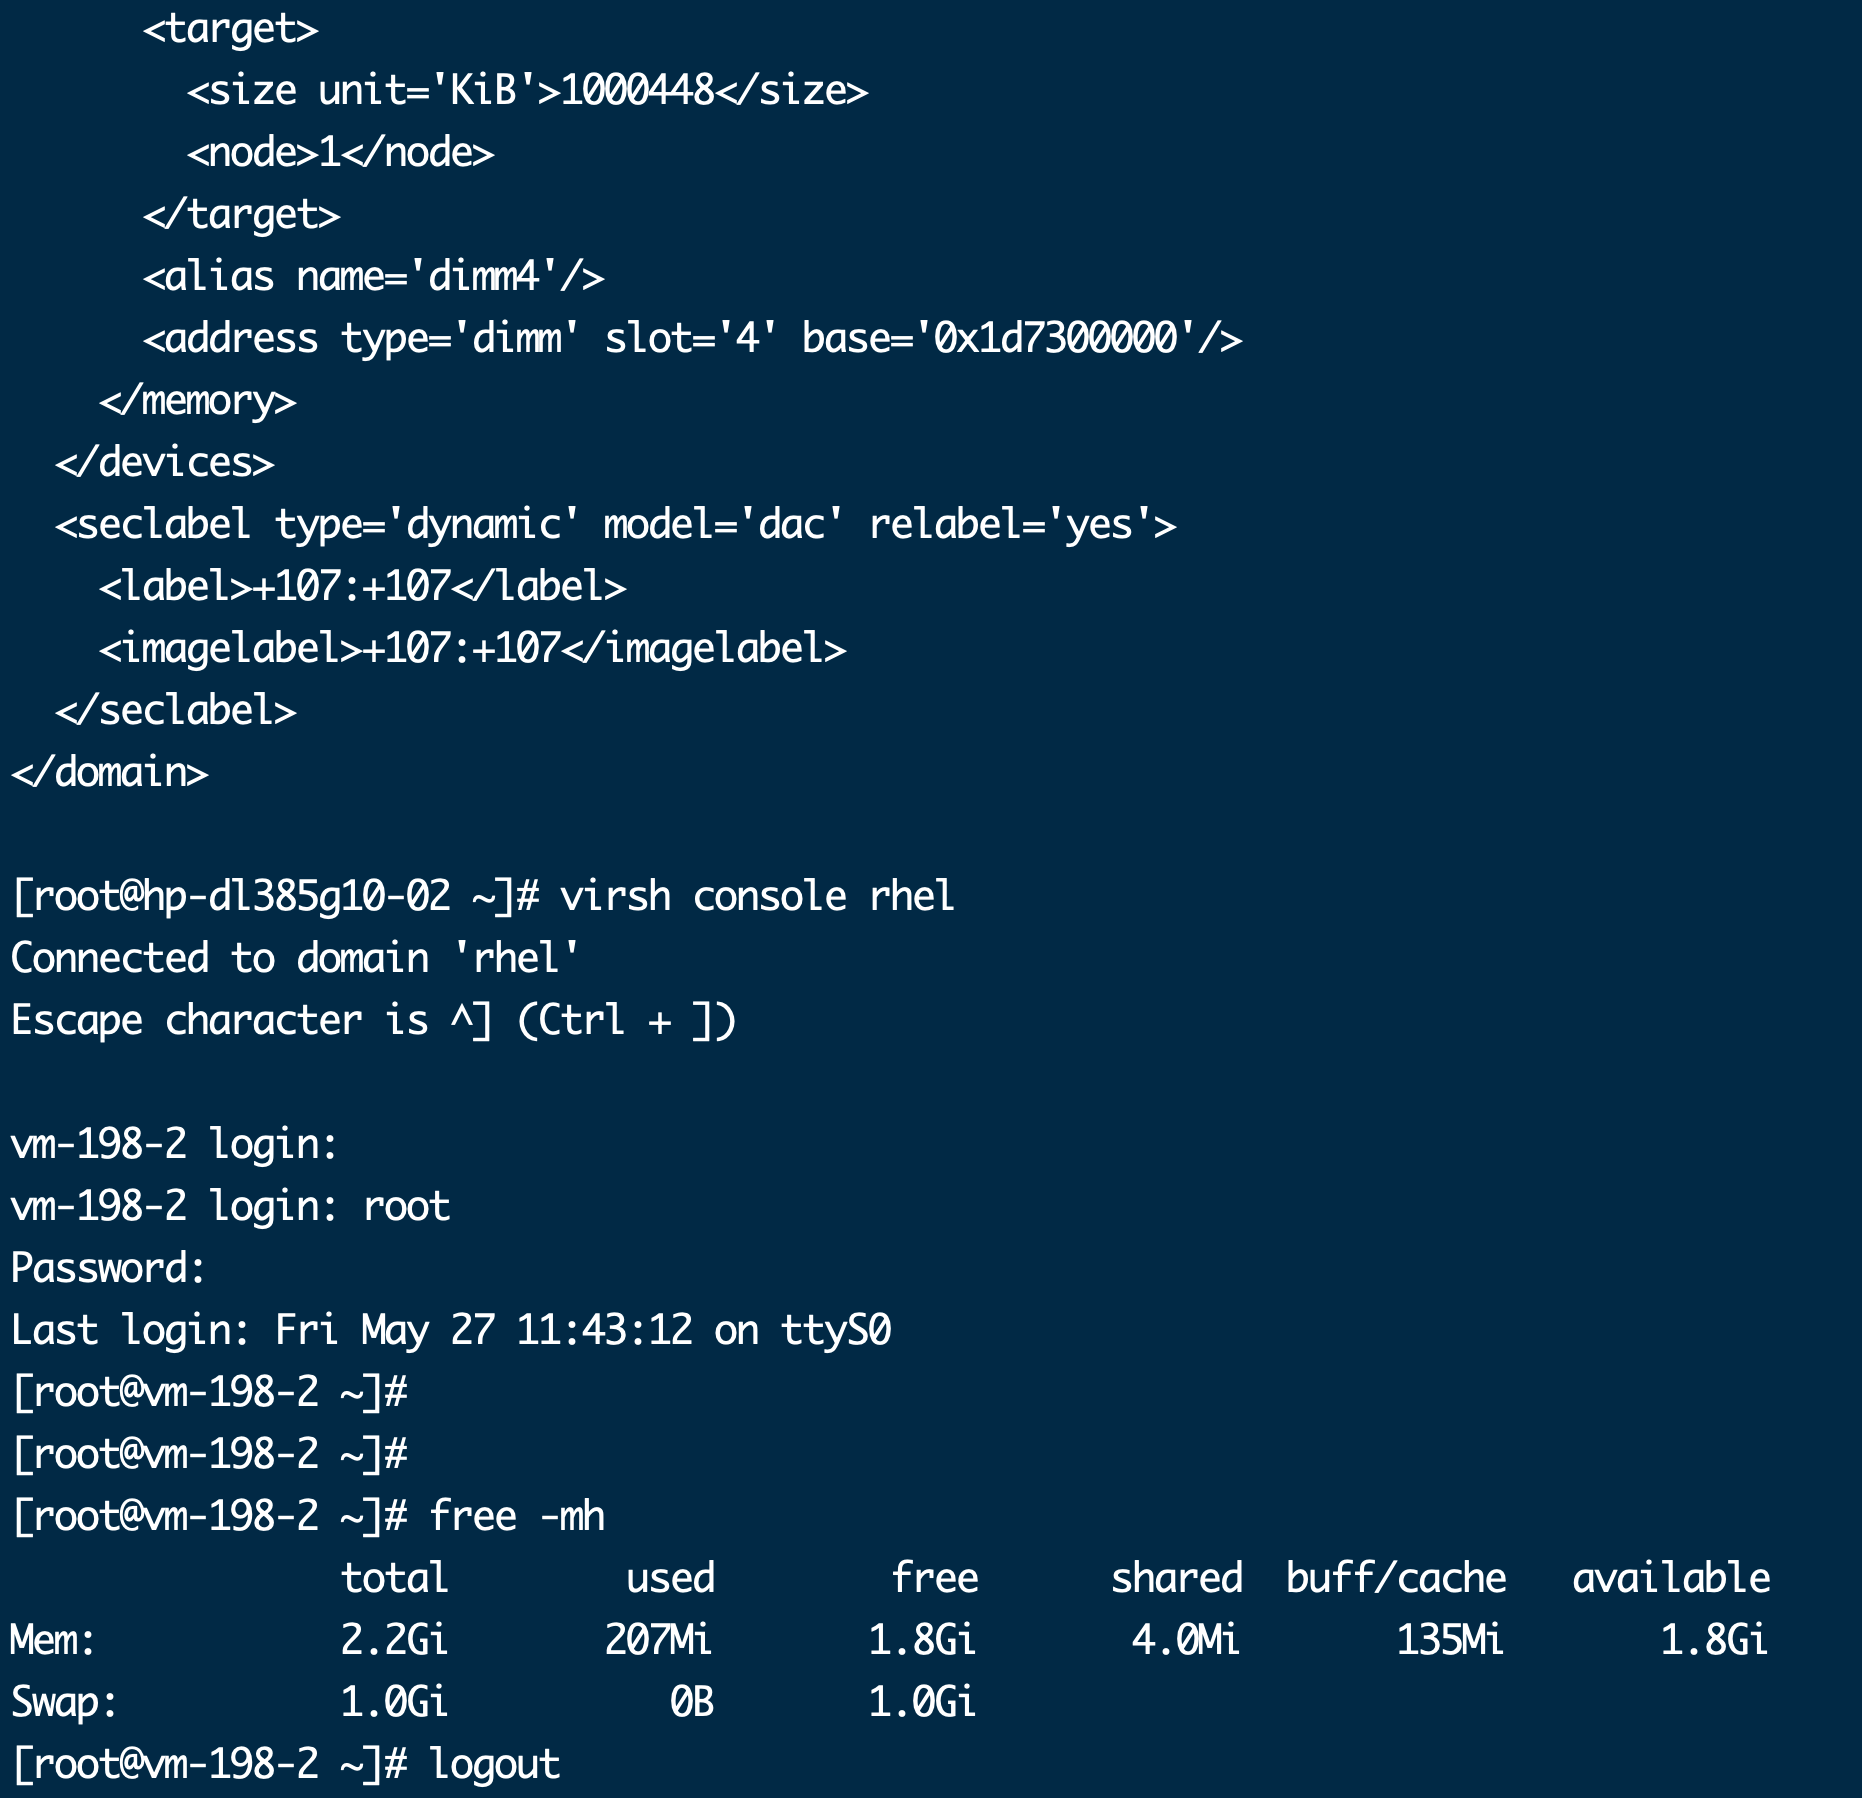 <target>
<size unit='KiB'>1000448</size>
<node>1</node>
</target>
<alias name='dimm4'/>
<address type='dimm' slot='4' base='0x1d7300000'/>
</memory>
</devices>
<seclabel type='dynamic' model='dac' relabel='yes'>
<label>+107:+107</label>
<imagelabel>+107:+107</imagelabel>
</seclabel>
</domain>
[root@hp-dl385g10-02 ~]# virsh console rhel
Connected to domain 'rhel'
Escape character is ^] (Ctrl + ])
vm-198-2 login:
vm-198-2 login: root
Password:
Last login: Fri May 27 11:43:12 on ttyS0
[root@vm-198-2 ~]#
[root@vm-198-2 ~]#
[root@vm-198-2 ~]# free -mh
total used free shared buff/cache available
Mem: 2.2Gi 207Mi 1.8Gi 4.0Mi 135Mi 1.8Gi
Swap: 1.0Gi 0B 1.0Gi
[root@vm-198-2 ~]# logout